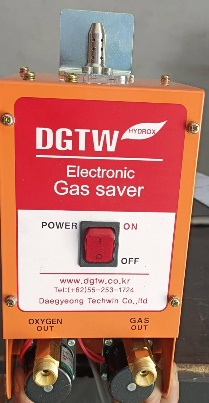 DGTW HYDROX
Electronic
Gas saver
POWER ON
OFF
www.dgtw.co.kr
Tel:(+62)55-253-1724
Daegyeong Techwin Co.,ltd
OXYGEN GAS
OUT OUT